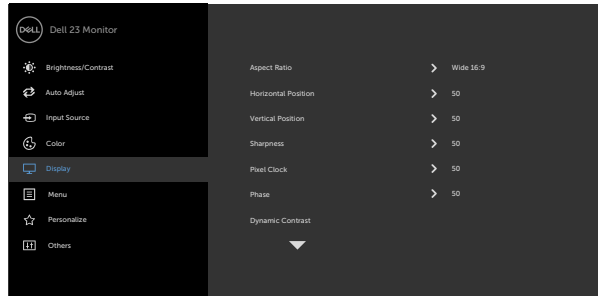 DELL Dell 23 Monitor
Brightness/Contrast
Auto Adjust
Input Source
Color
Display
Menu
Personalize
Others
Aspect Ratio Wide 16:9
Horizontal Position 50
Vertical Position 50
Sharpness 50
Pixel Clock 50
Phase 50
Dynamic Contrast